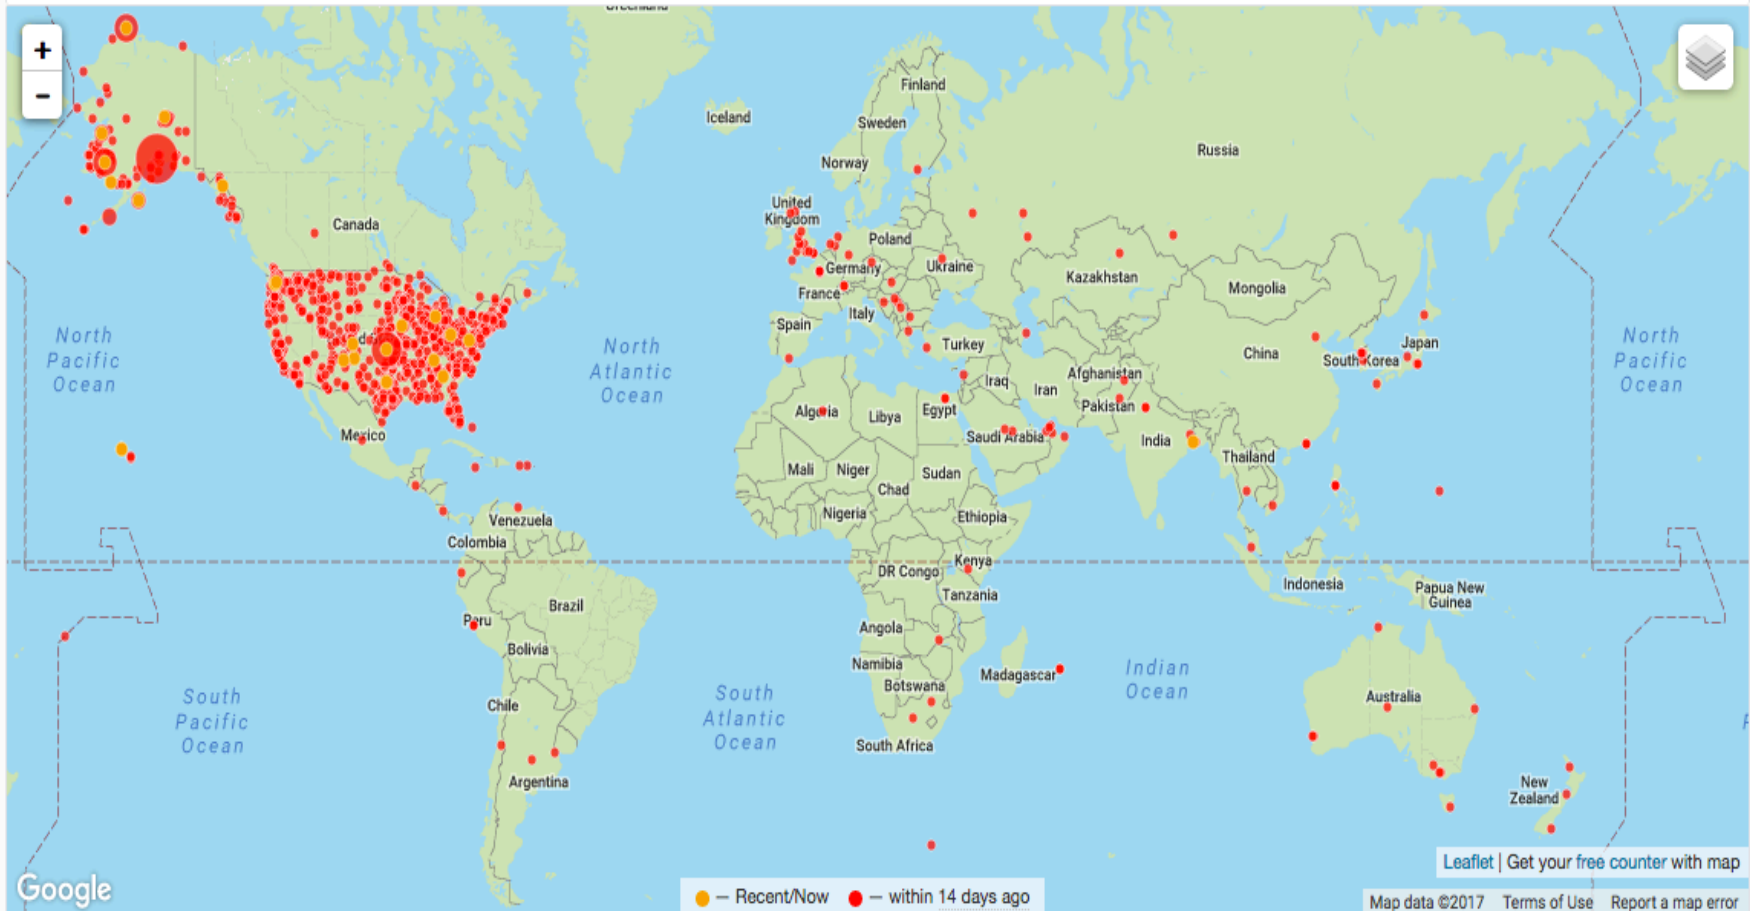 Greenland
+
−
Finland
Iceland
Sweden
Russia
Norway
United
Kingdom
Canada
Poland
Germany
Ukraine
Kazakhstan
Mongolia
France
Italy
Spain
Turkey
North
Pacific
Ocean
North
Atlantic
Ocean
China
South Korea
Japan
North
Pacific
Ocean
Afghanistan
Iraq
Iran
Pakistan
Algeria
Libya
Egypt
Saudi Arabia
India
Mexico
Thailand
Mali
Niger
Sudan
Chad
Nigeria
Ethiopia
Venezuela
Colombia
Kenya
DR Congo
Indonesia
Papua New
Guinea
Tanzania
Brazil
Peru
Angola
Bolivia
Namibia
Madagascar
Botswana
Indian
Ocean
Australia
South
Pacific
Ocean
South
Atlantic
Ocean
Chile
South Africa
Argentina
New
Zealand
Leaflet | Get your free counter with map
Google
— Recent/Now — within 14 days ago
Map data ©2017 Terms of Use Report a map error